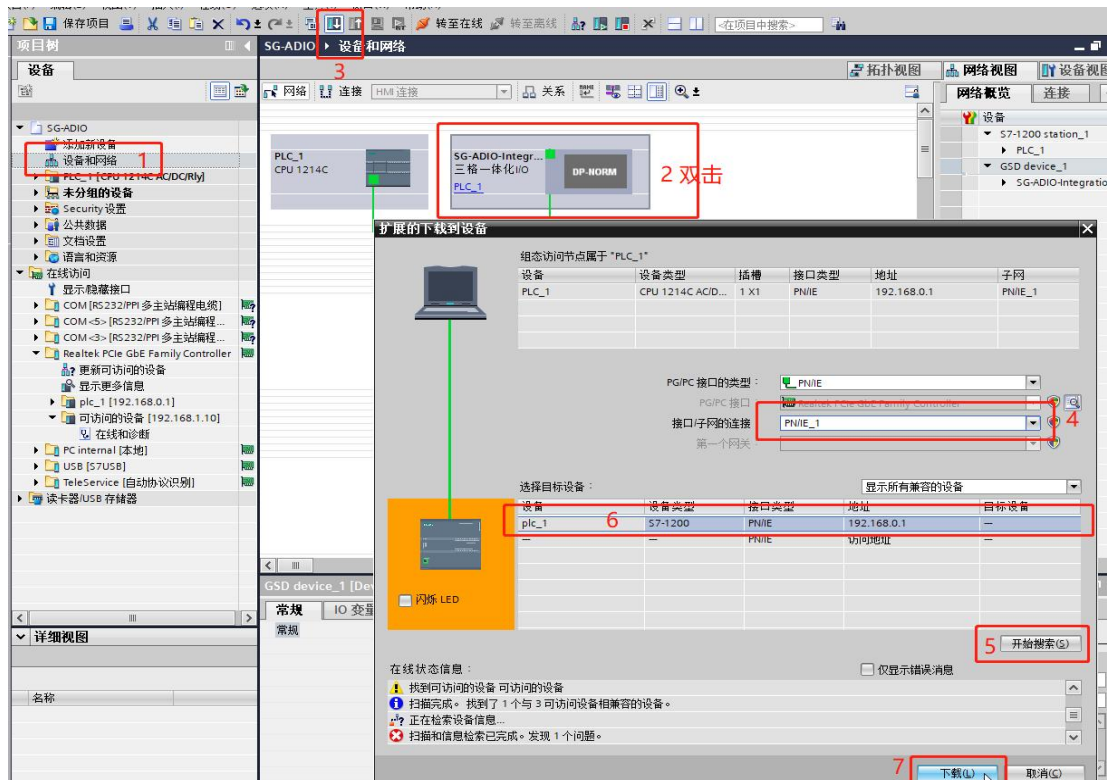 保存项目
转至在线
转至离线
<在项目中搜索>
项目树
SG-ADIO
设备和网络
3
设备
拓扑视图
网络视图
设备视图
网络
连接
HMI 连接
关系
网络概览
连接
SG-ADIO
添加新设备
设备和网络
1
PLC_1 [CPU 1214C AC/DC/Rly]
未分组的设备
Security 设置
公共数据
文档设置
语言和资源
在线访问
显示/隐藏接口
COM [RS232/PPI 多主站编程电缆]
COM <5> [RS232/PPI 多主站编程...
COM <3> [RS232/PPI 多主站编程...
Realtek PCIe GbE Family Controller
更新可访问的设备
显示更多信息
plc_1 [192.168.0.1]
可访问的设备 [192.168.1.10]
在线和诊断
PC internal [本地]
USB [S7USB]
TeleService [自动协议识别]
读卡器/USB 存储器
PLC_1
CPU 1214C
SG-ADIO-Integr...
三格一体化I/O
DP-NORM
PLC_1
2 双击
设备
S7-1200 station_1
PLC_1
GSD device_1
SG-ADIO-Integratio
扩展的下载到设备
组态访问节点属于 "PLC_1"
设备 设备类型 插槽 接口类型 地址 子网
PLC_1 CPU 1214C AC/D... 1 X1 PN/IE 192.168.0.1 PN/IE_1
PG/PC 接口的类型：
PN/IE
PG/PC 接口
Realtek PCIe GbE Family Controller
接口/子网的连接
PN/IE_1
4
第一个网关
选择目标设备：
显示所有兼容的设备
设备 设备类型 接口类型 地址 目标设备
plc_1 6 S7-1200 PN/IE 192.168.0.1 —
— — PN/IE 访问地址 —
闪烁 LED
5
开始搜索(S)
在线状态信息：
仅显示错误消息
找到可访问的设备 可访问的设备
扫描完成。找到了 1 个与 3 可访问设备相兼容的设备。
正在检索设备信息...
扫描和信息检索已完成。发现 1 个问题。
7
下载(L)
取消(C)
GSD device_1 [De
常规
IO 变量
常规
详细视图
名称